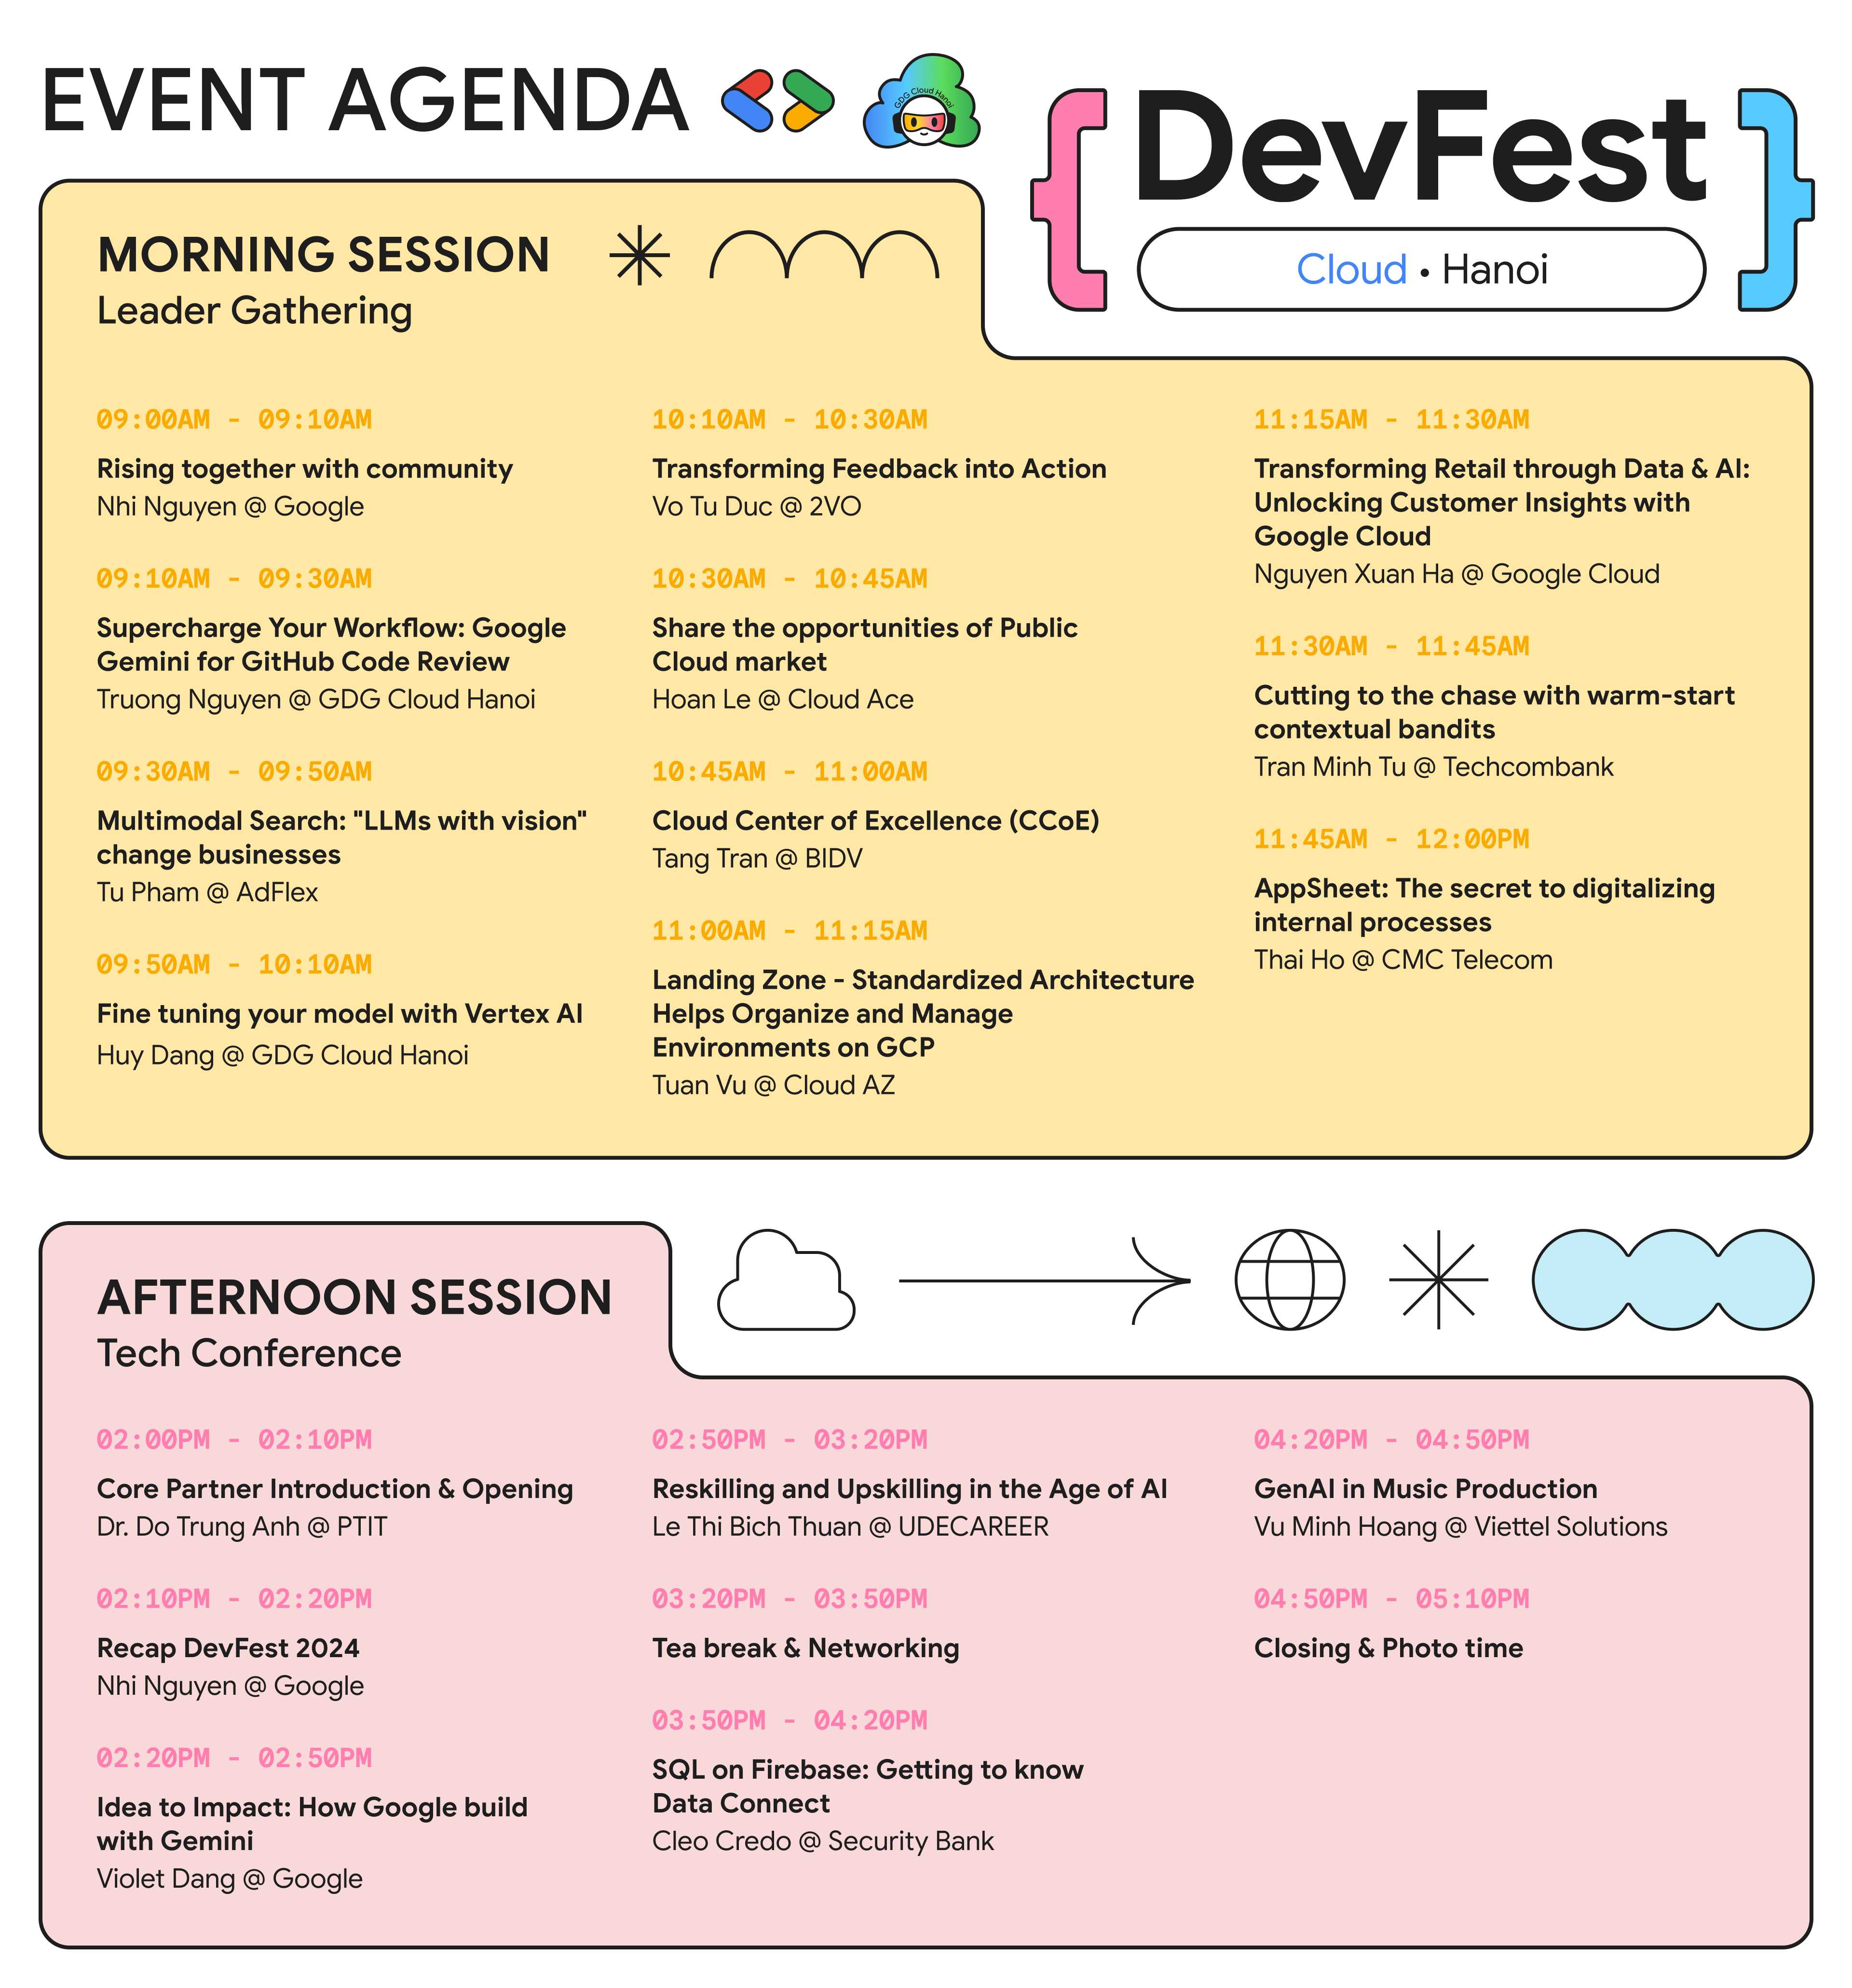 EVENT AGENDA
GDG Cloud Hanoi
DevFest
Cloud • Hanoi
MORNING SESSION
Leader Gathering
09:00AM - 09:10AM
Rising together with community
Nhi Nguyen @ Google
09:10AM - 09:30AM
Supercharge Your Workflow: Google
Gemini for GitHub Code Review
Truong Nguyen @ GDG Cloud Hanoi
09:30AM - 09:50AM
Multimodal Search: "LLMs with vision"
change businesses
Tu Pham @ AdFlex
09:50AM - 10:10AM
Fine tuning your model with Vertex AI
Huy Dang @ GDG Cloud Hanoi
10:10AM - 10:30AM
Transforming Feedback into Action
Vo Tu Duc @ 2VO
10:30AM - 10:45AM
Share the opportunities of Public
Cloud market
Hoan Le @ Cloud Ace
10:45AM - 11:00AM
Cloud Center of Excellence (CCoE)
Tang Tran @ BIDV
11:00AM - 11:15AM
Landing Zone - Standardized Architecture
Helps Organize and Manage
Environments on GCP
Tuan Vu @ Cloud AZ
11:15AM - 11:30AM
Transforming Retail through Data & AI:
Unlocking Customer Insights with
Google Cloud
Nguyen Xuan Ha @ Google Cloud
11:30AM - 11:45AM
Cutting to the chase with warm-start
contextual bandits
Tran Minh Tu @ Techcombank
11:45AM - 12:00PM
AppSheet: The secret to digitalizing
internal processes
Thai Ho @ CMC Telecom
AFTERNOON SESSION
Tech Conference
02:00PM - 02:10PM
Core Partner Introduction & Opening
Dr. Do Trung Anh @ PTIT
02:10PM - 02:20PM
Recap DevFest 2024
Nhi Nguyen @ Google
02:20PM - 02:50PM
Idea to Impact: How Google build
with Gemini
Violet Dang @ Google
02:50PM - 03:20PM
Reskilling and Upskilling in the Age of AI
Le Thi Bich Thuan @ UDECAREER
03:20PM - 03:50PM
Tea break & Networking
03:50PM - 04:20PM
SQL on Firebase: Getting to know
Data Connect
Cleo Credo @ Security Bank
04:20PM - 04:50PM
GenAI in Music Production
Vu Minh Hoang @ Viettel Solutions
04:50PM - 05:10PM
Closing & Photo time